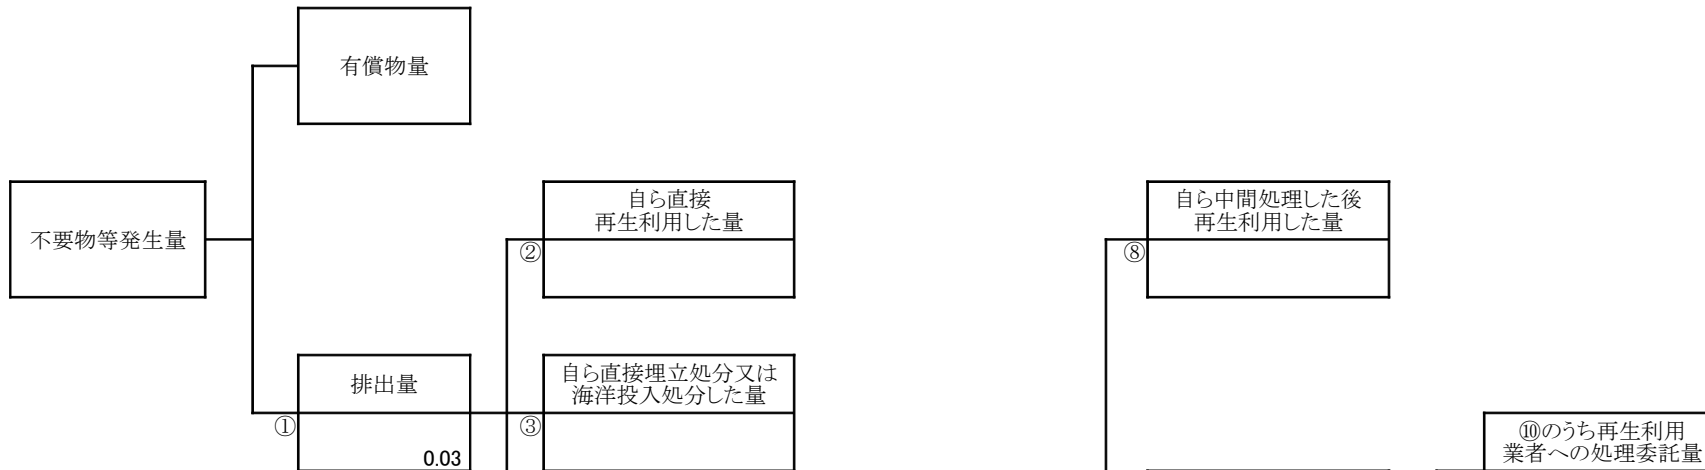 有償物量
不要物等発生量
自ら直接
再生利用した量
②
自ら中間処理した後
再生利用した量
⑧
排出量
①
0.03
自ら直接埋立処分又は
海洋投入処分した量
③
⑩のうち再生利用
業者への処理委託量